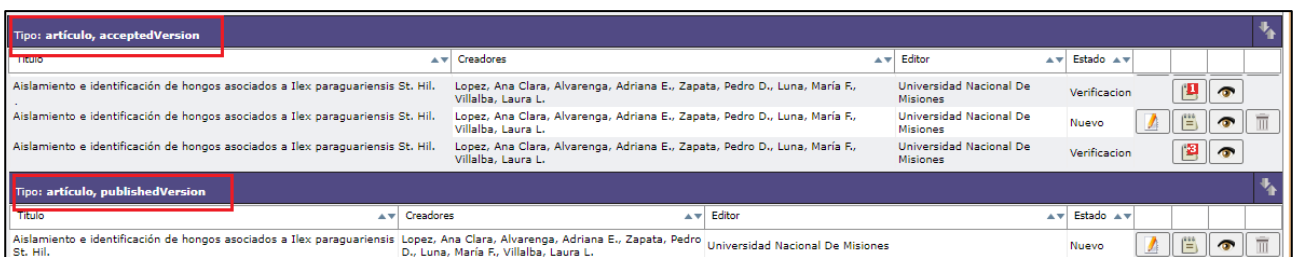 Tipo: artículo, acceptedVersion
Titulo Creadores Editor Estado
Aislamiento e identificación de hongos asociados a Ilex paraguariensis St. Hil. Lopez, Ana Clara, Alvarenga, Adriana E., Zapata, Pedro D., Luna, María F., Universidad Nacional De Verificacion 1
. Villalba, Laura L. Misiones
Aislamiento e identificación de hongos asociados a Ilex paraguariensis St. Hil. Lopez, Ana Clara, Alvarenga, Adriana E., Zapata, Pedro D., Luna, María F., Universidad Nacional De Nuevo
Villalba, Laura L. Misiones
Aislamiento e identificación de hongos asociados a Ilex paraguariensis St. Hil. Lopez, Ana Clara, Alvarenga, Adriana E., Zapata, Pedro D., Luna, María F., Universidad Nacional De Verificacion 3
Villalba, Laura L. Misiones
Tipo: artículo, publishedVersion
Titulo Creadores Editor Estado
Aislamiento e identificación de hongos asociados a Ilex paraguariensis Lopez, Ana Clara, Alvarenga, Adriana E., Zapata, Pedro Universidad Nacional De Misiones Nuevo
St. Hil. D., Luna, María F., Villalba, Laura L.